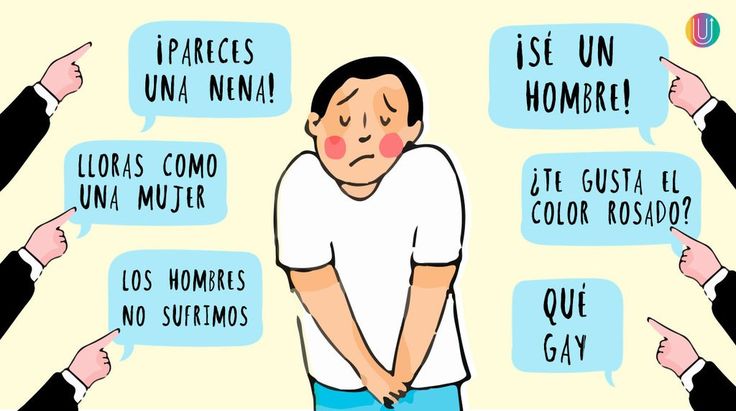 ¡PARECES
UNA NENA!
LLORAS COMO
UNA MUJER
LOS HOMBRES
NO SUFRIMOS
¡SÉ UN
HOMBRE!
¿TE GUSTA EL
COLOR ROSADO?
QUÉ
GAY
U